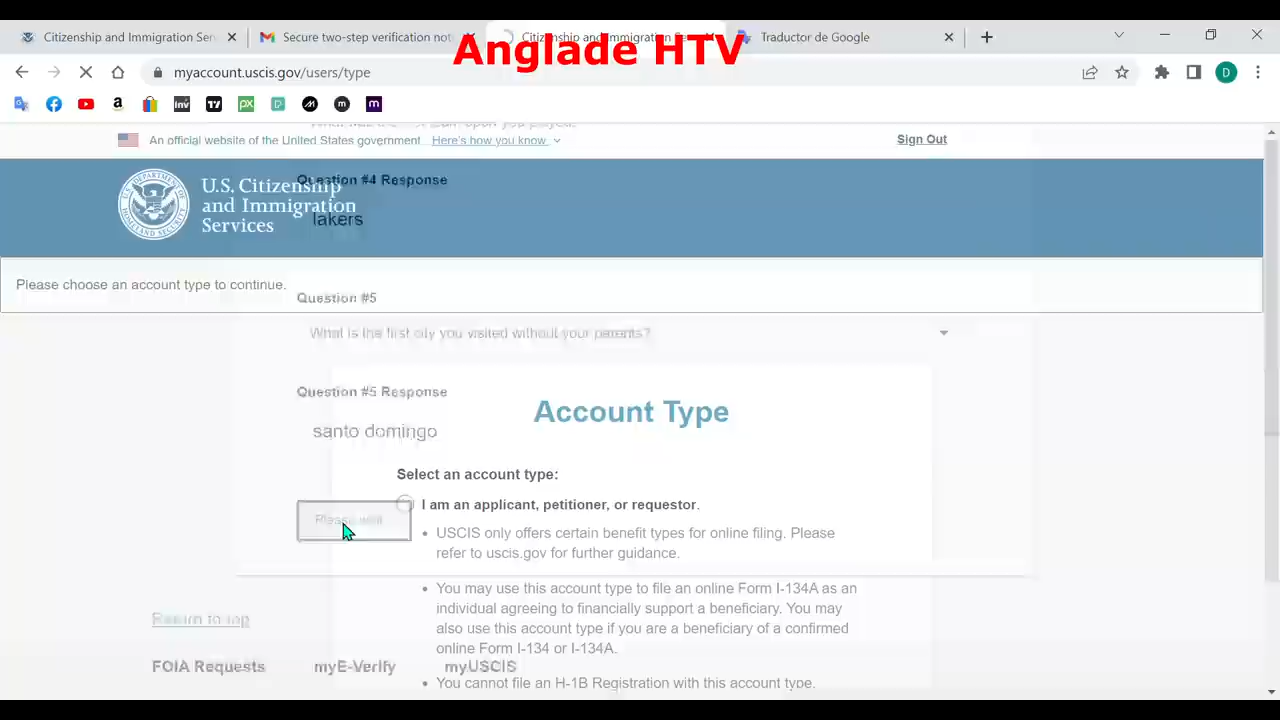 Citizenship and Immigration Ser
Secure two-step verification not
Citizenship and Immigration Se
Traductor de Google
Anglade HTV
myaccount.uscis.gov/users/type
D
An official website of the United States government
Here's how you know
Sign Out
Question #4 Response
U.S. Citizenship
and Immigration
Services
lakers
Please choose an account type to continue.
Question #5
What is the first city you visited without your parents?
Question #5 Response
Account Type
santo domingo
Select an account type:
I am an applicant, petitioner, or requestor.
Please wait
USCIS only offers certain benefit types for online filing. Please
refer to uscis.gov for further guidance.
You may use this account type to file an online Form I-134A as an
individual agreeing to financially support a beneficiary. You may
also use this account type if you are a beneficiary of a confirmed
online Form I-134 or I-134A.
Return to top
FOIA Requests
myE-Verify
myUSCIS
You cannot file an H-1B Registration with this account type.